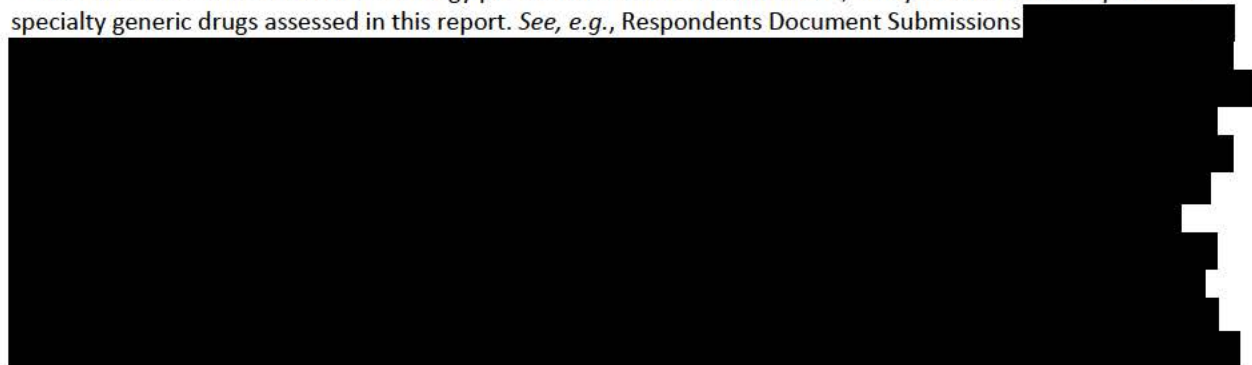 specialty generic drugs assessed in this report. See, e.g., Respondents Document Submissions